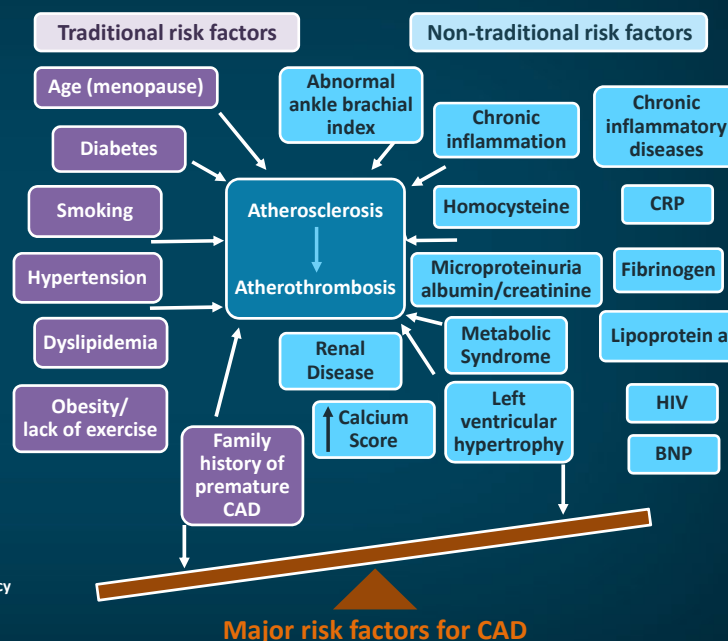 Traditional risk factors
Non-traditional risk factors
Age (menopause)
Diabetes
Smoking
Hypertension
Dyslipidemia
Obesity/
lack of exercise
Family
history of
premature
CAD
Atherosclerosis
Atherothrombosis
Abnormal
ankle brachial
index
Chronic
inflammation
Homocysteine
Microproteinuria
albumin/creatinine
Metabolic
Syndrome
Renal
Disease
Calcium
Score
Left
ventricular
hypertrophy
Chronic
inflammatory
diseases
CRP
Fibrinogen
Lipoprotein a
HIV
BNP
cy
Major risk factors for CAD